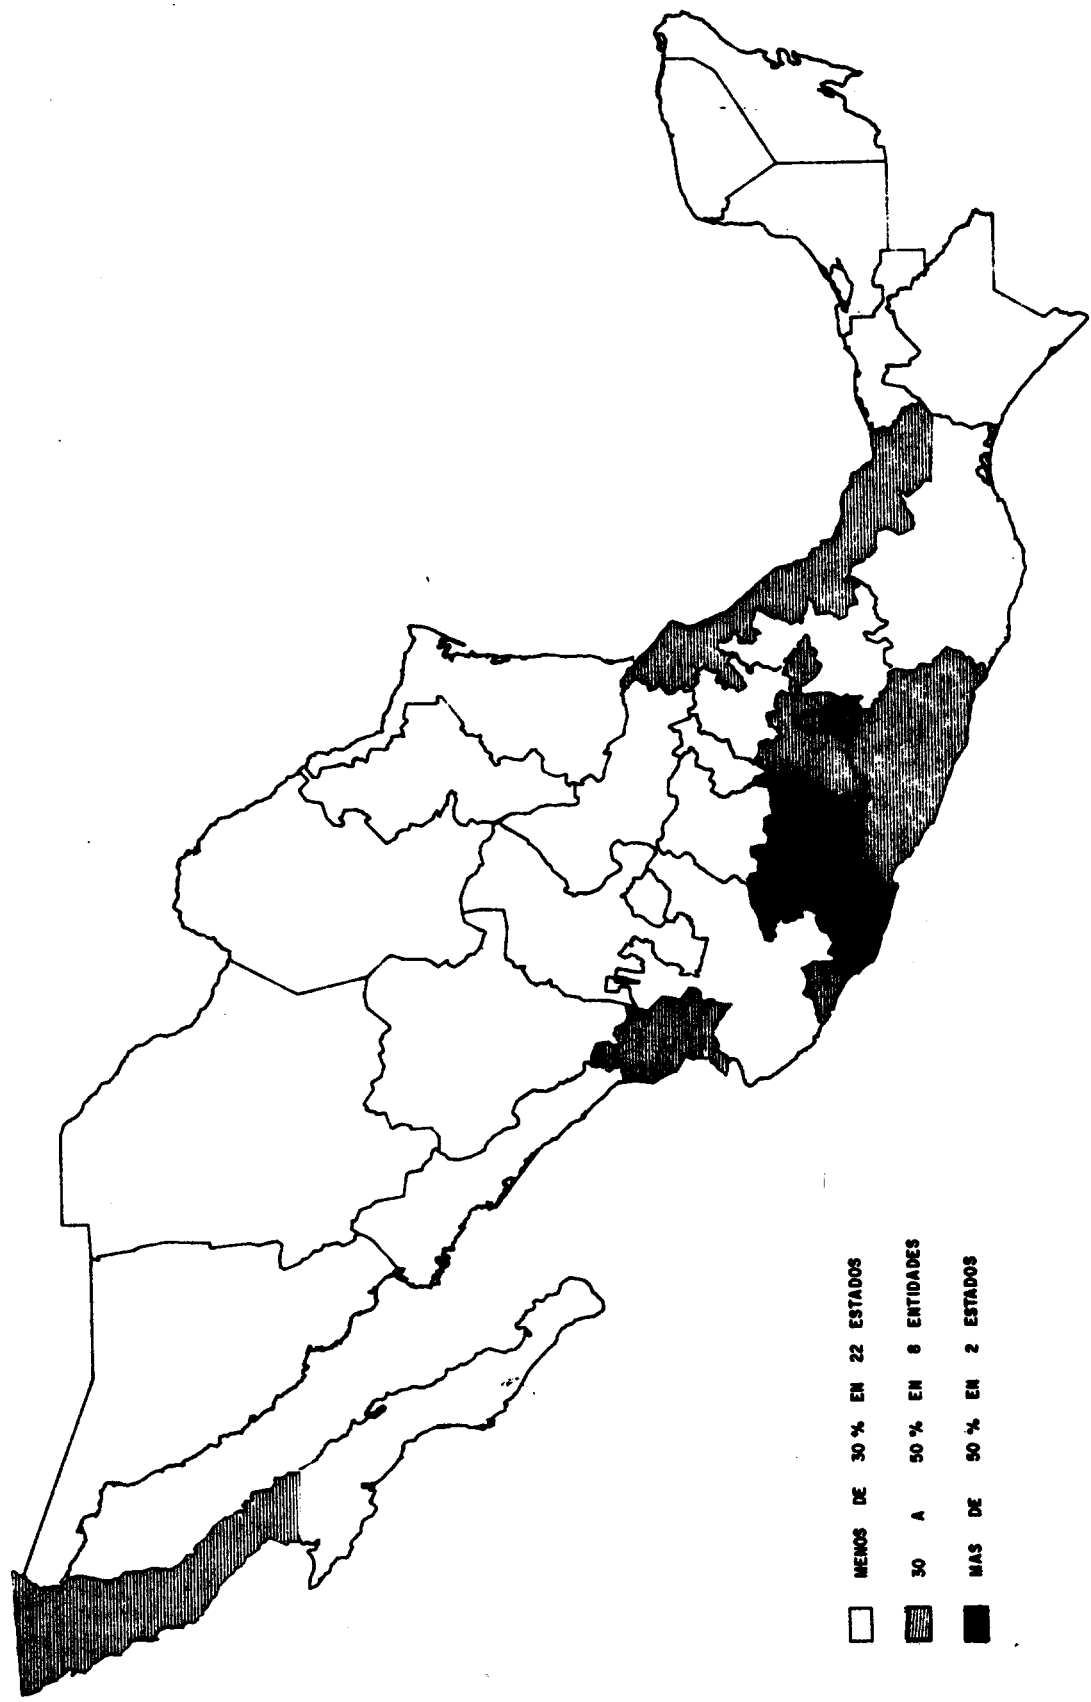 MENOS DE 30 % EN 22 ESTADOS
30 A 50 % EN 8 ENTIDADES
MAS DE 50 % EN 2 ESTADOS